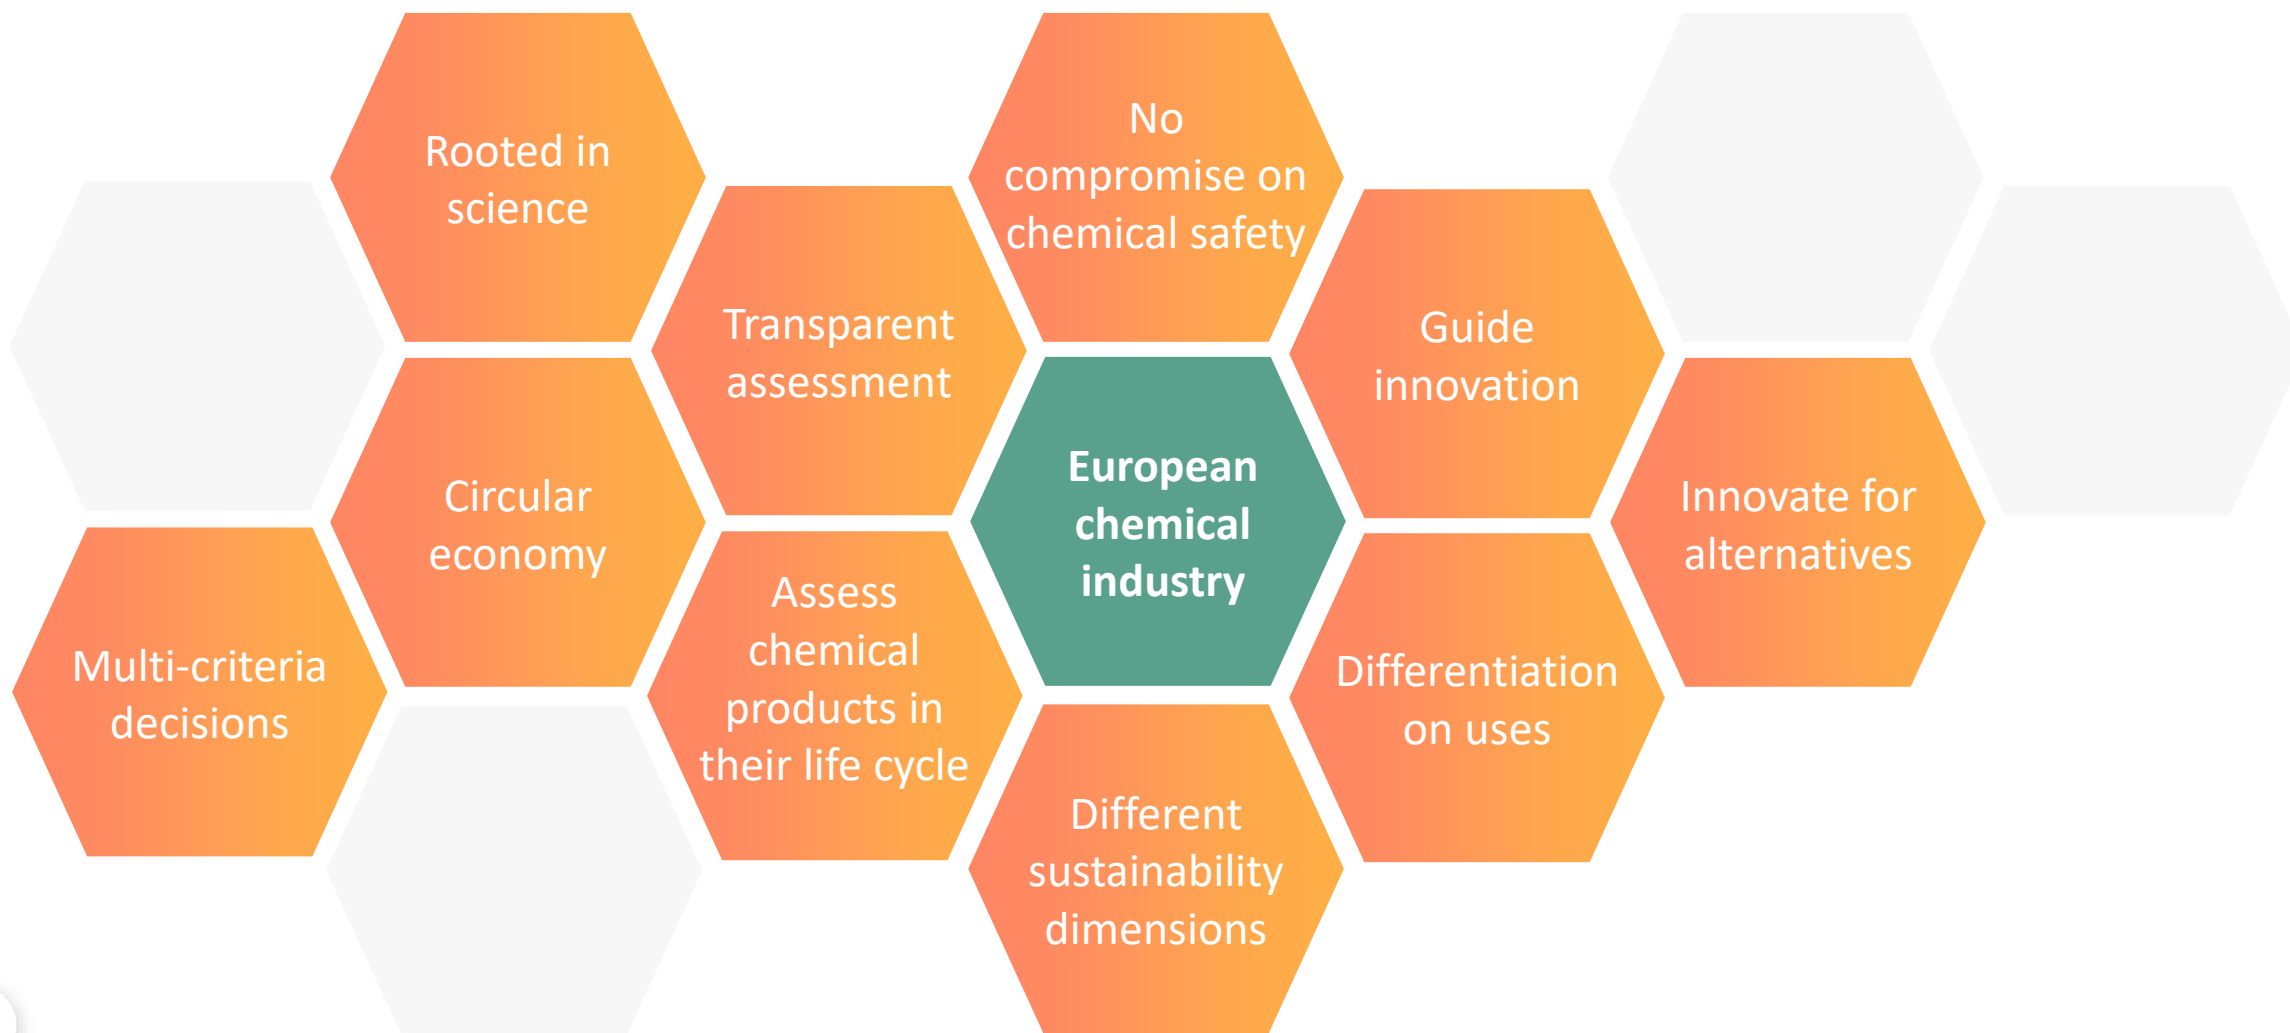 Rooted in
science
No
compromise on
chemical safety
Transparent
assessment
Guide
innovation
Circular
economy
European
chemical
industry
Innovate for
alternatives
Multi-criteria
decisions
Assess
chemical
products in
their life cycle
Differentiation
on uses
Different
sustainability
dimensions